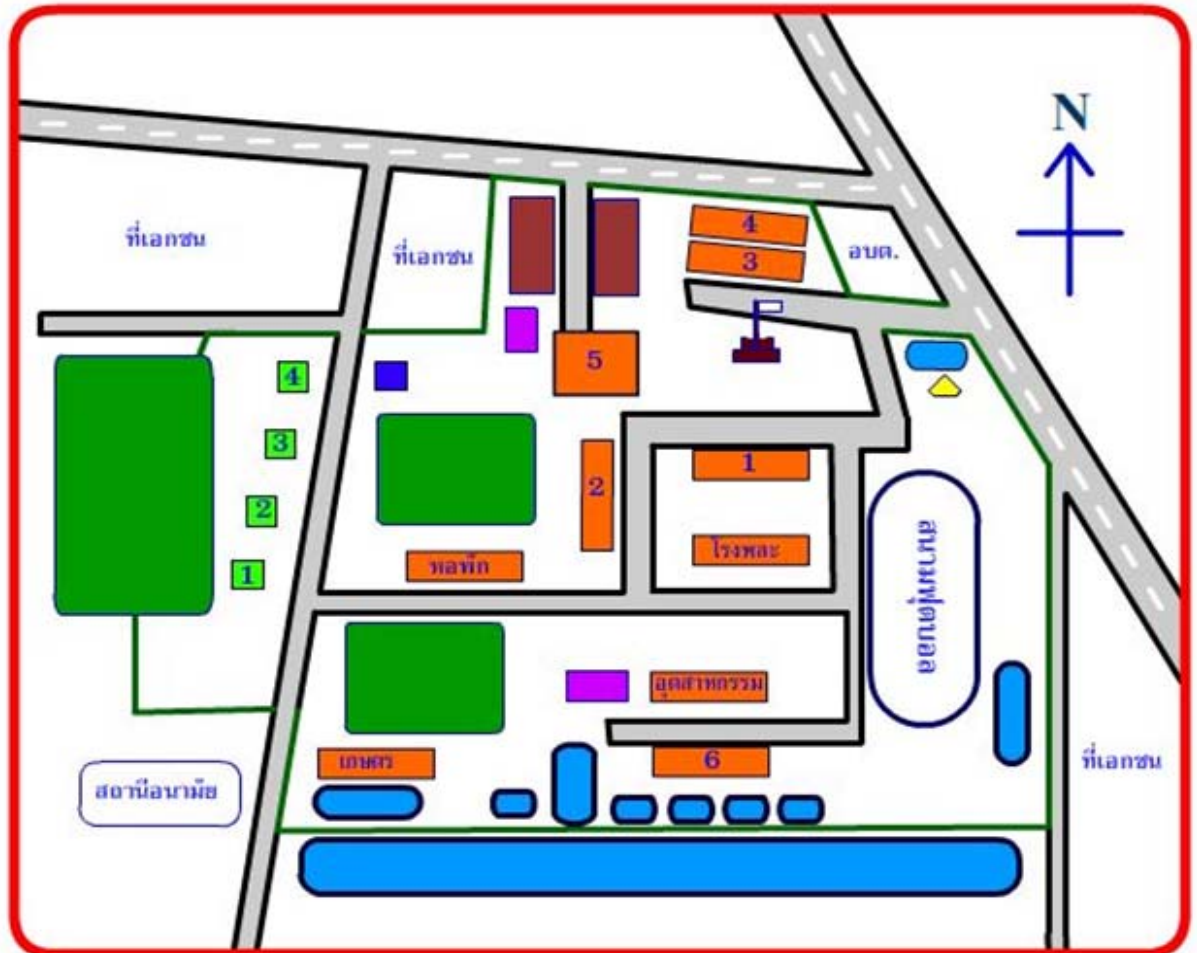 N
4
3
ที่เอกชน
ที่เอกชน
อบต.
5
4
3
2
1
2
1
โรงพละ
หอพัก
สนามฟุตบอล
อุตสาหกรรม
6
เกษตร
สถานีอนามัย
ที่เอกชน